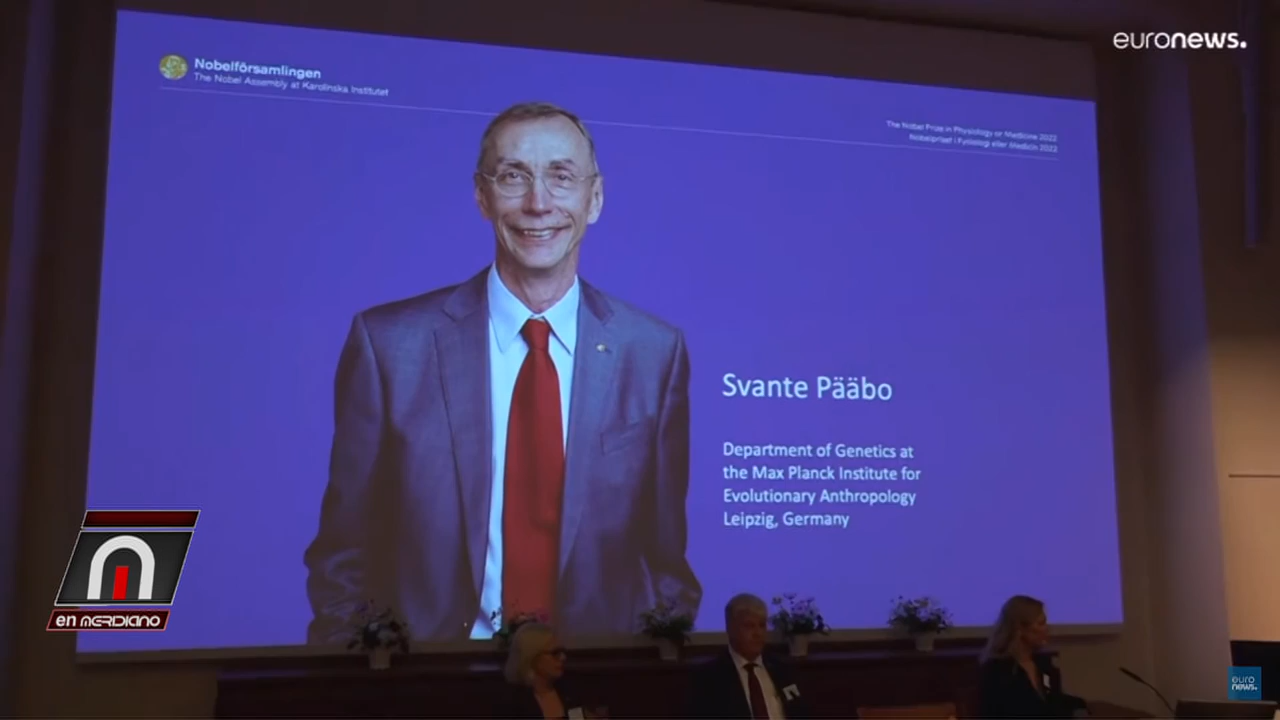 euronews.
Nobelförsamlingen
The Nobel Assembly at Karolinska Institutet
The Nobel Prize in Physiology or Medicine 2022
Nobelpriset i Fysiologi eller Medicin 2022
Svante Pääbo
Department of Genetics at
the Max Planck Institute for
Evolutionary Anthropology
Leipzig, Germany
en MERIDIANO
euro
news.